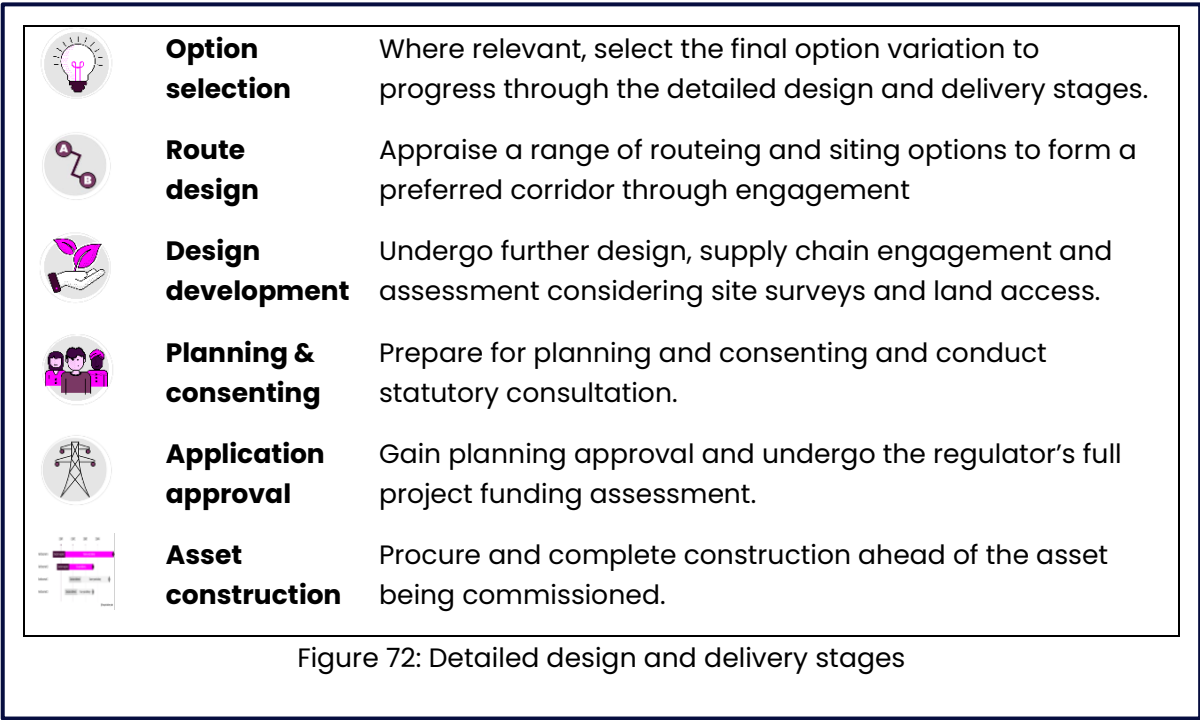 Option
selection
Where relevant, select the final option variation to
progress through the detailed design and delivery stages.
A
B
Route
design
Appraise a range of routeing and siting options to form a
preferred corridor through engagement
Design
development
Undergo further design, supply chain engagement and
assessment considering site surveys and land access.
Planning &
consenting
Prepare for planning and consenting and conduct
statutory consultation.
Application
approval
Gain planning approval and undergo the regulator’s full
project funding assessment.
Asset
construction
Procure and complete construction ahead of the asset
being commissioned.
Figure 72: Detailed design and delivery stages